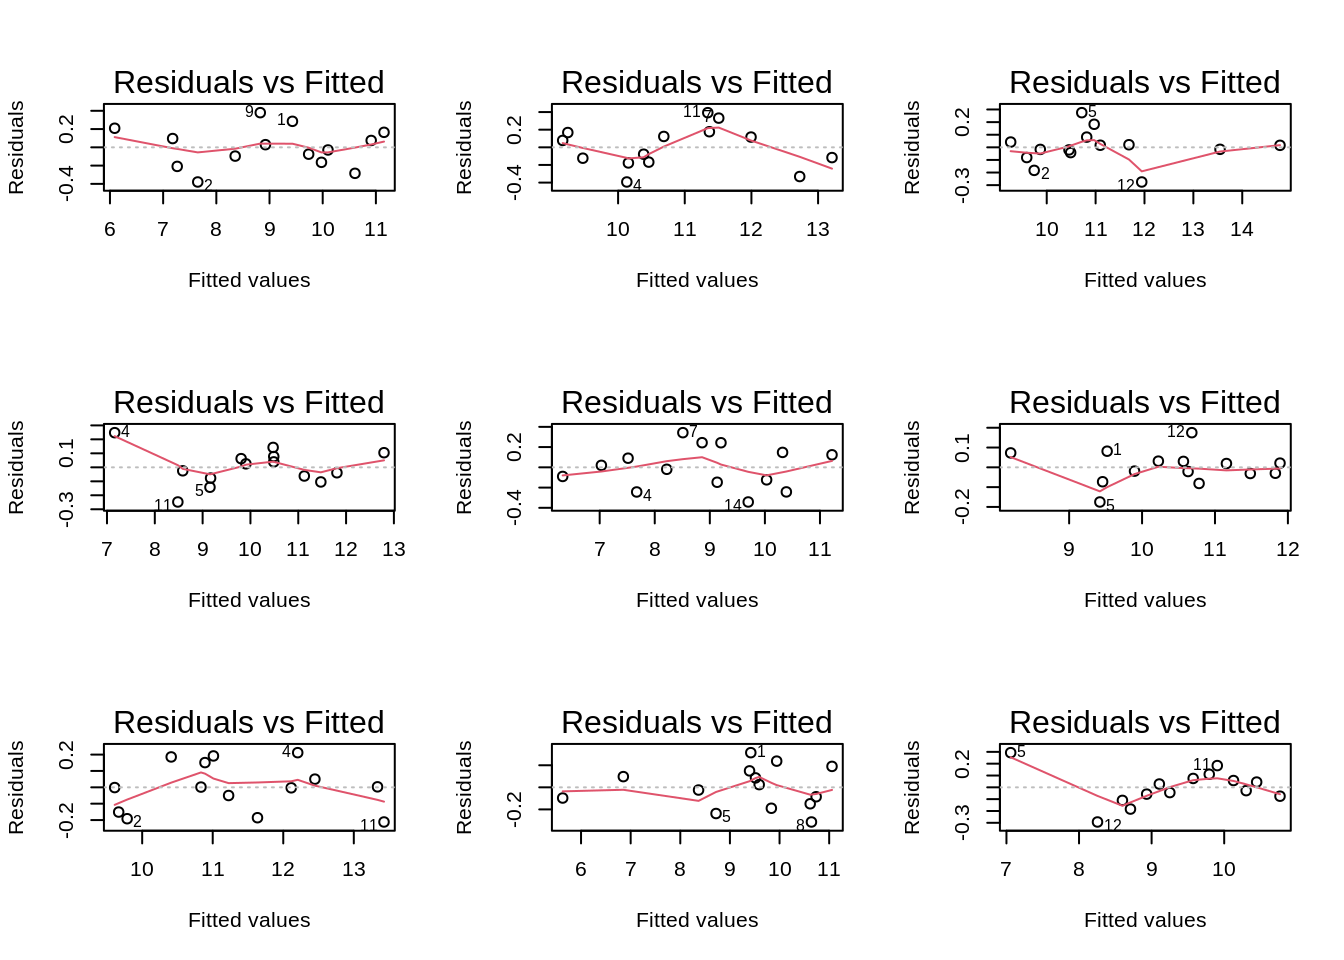 Residuals vs Fitted
Residuals
-0.4 0.2
9
1
2
6 7 8 9 10 11
Fitted values
Residuals vs Fitted
Residuals
-0.4 0.2
11
7
4
10 11 12 13
Fitted values
Residuals vs Fitted
Residuals
-0.3 0.2
5
2
12
10 11 12 13 14
Fitted values
Residuals vs Fitted
Residuals
-0.3 0.1
4
5
11
7 8 9 10 11 12 13
Fitted values
Residuals vs Fitted
Residuals
-0.4 0.2
7
4
14
7 8 9 10 11
Fitted values
Residuals vs Fitted
Residuals
-0.2 0.1
12
1
5
9 10 11 12
Fitted values
Residuals vs Fitted
Residuals
-0.2 0.2
4
2
11
10 11 12 13
Fitted values
Residuals vs Fitted
Residuals
-0.2
1
5
8
6 7 8 9 10 11
Fitted values
Residuals vs Fitted
Residuals
-0.3 0.2
5
11
12
7 8 9 10
Fitted values